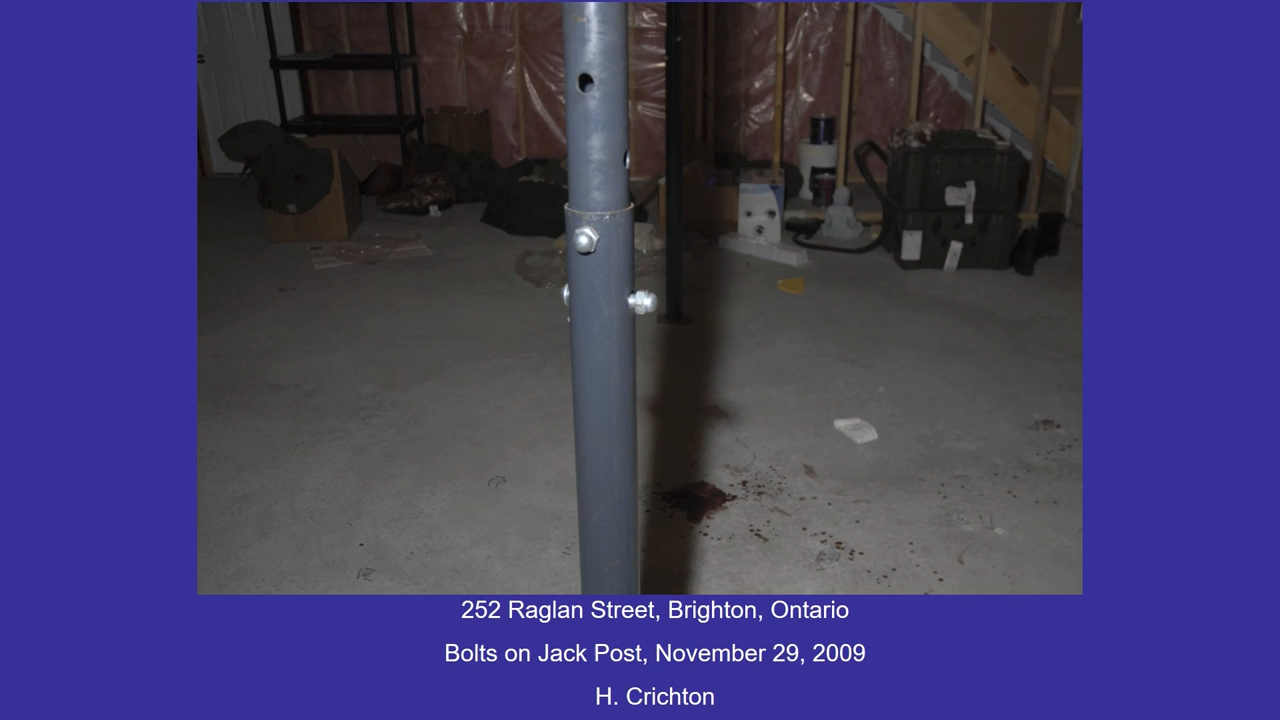 252 Raglan Street, Brighton, Ontario
Bolts on Jack Post, November 29, 2009
H. Crichton